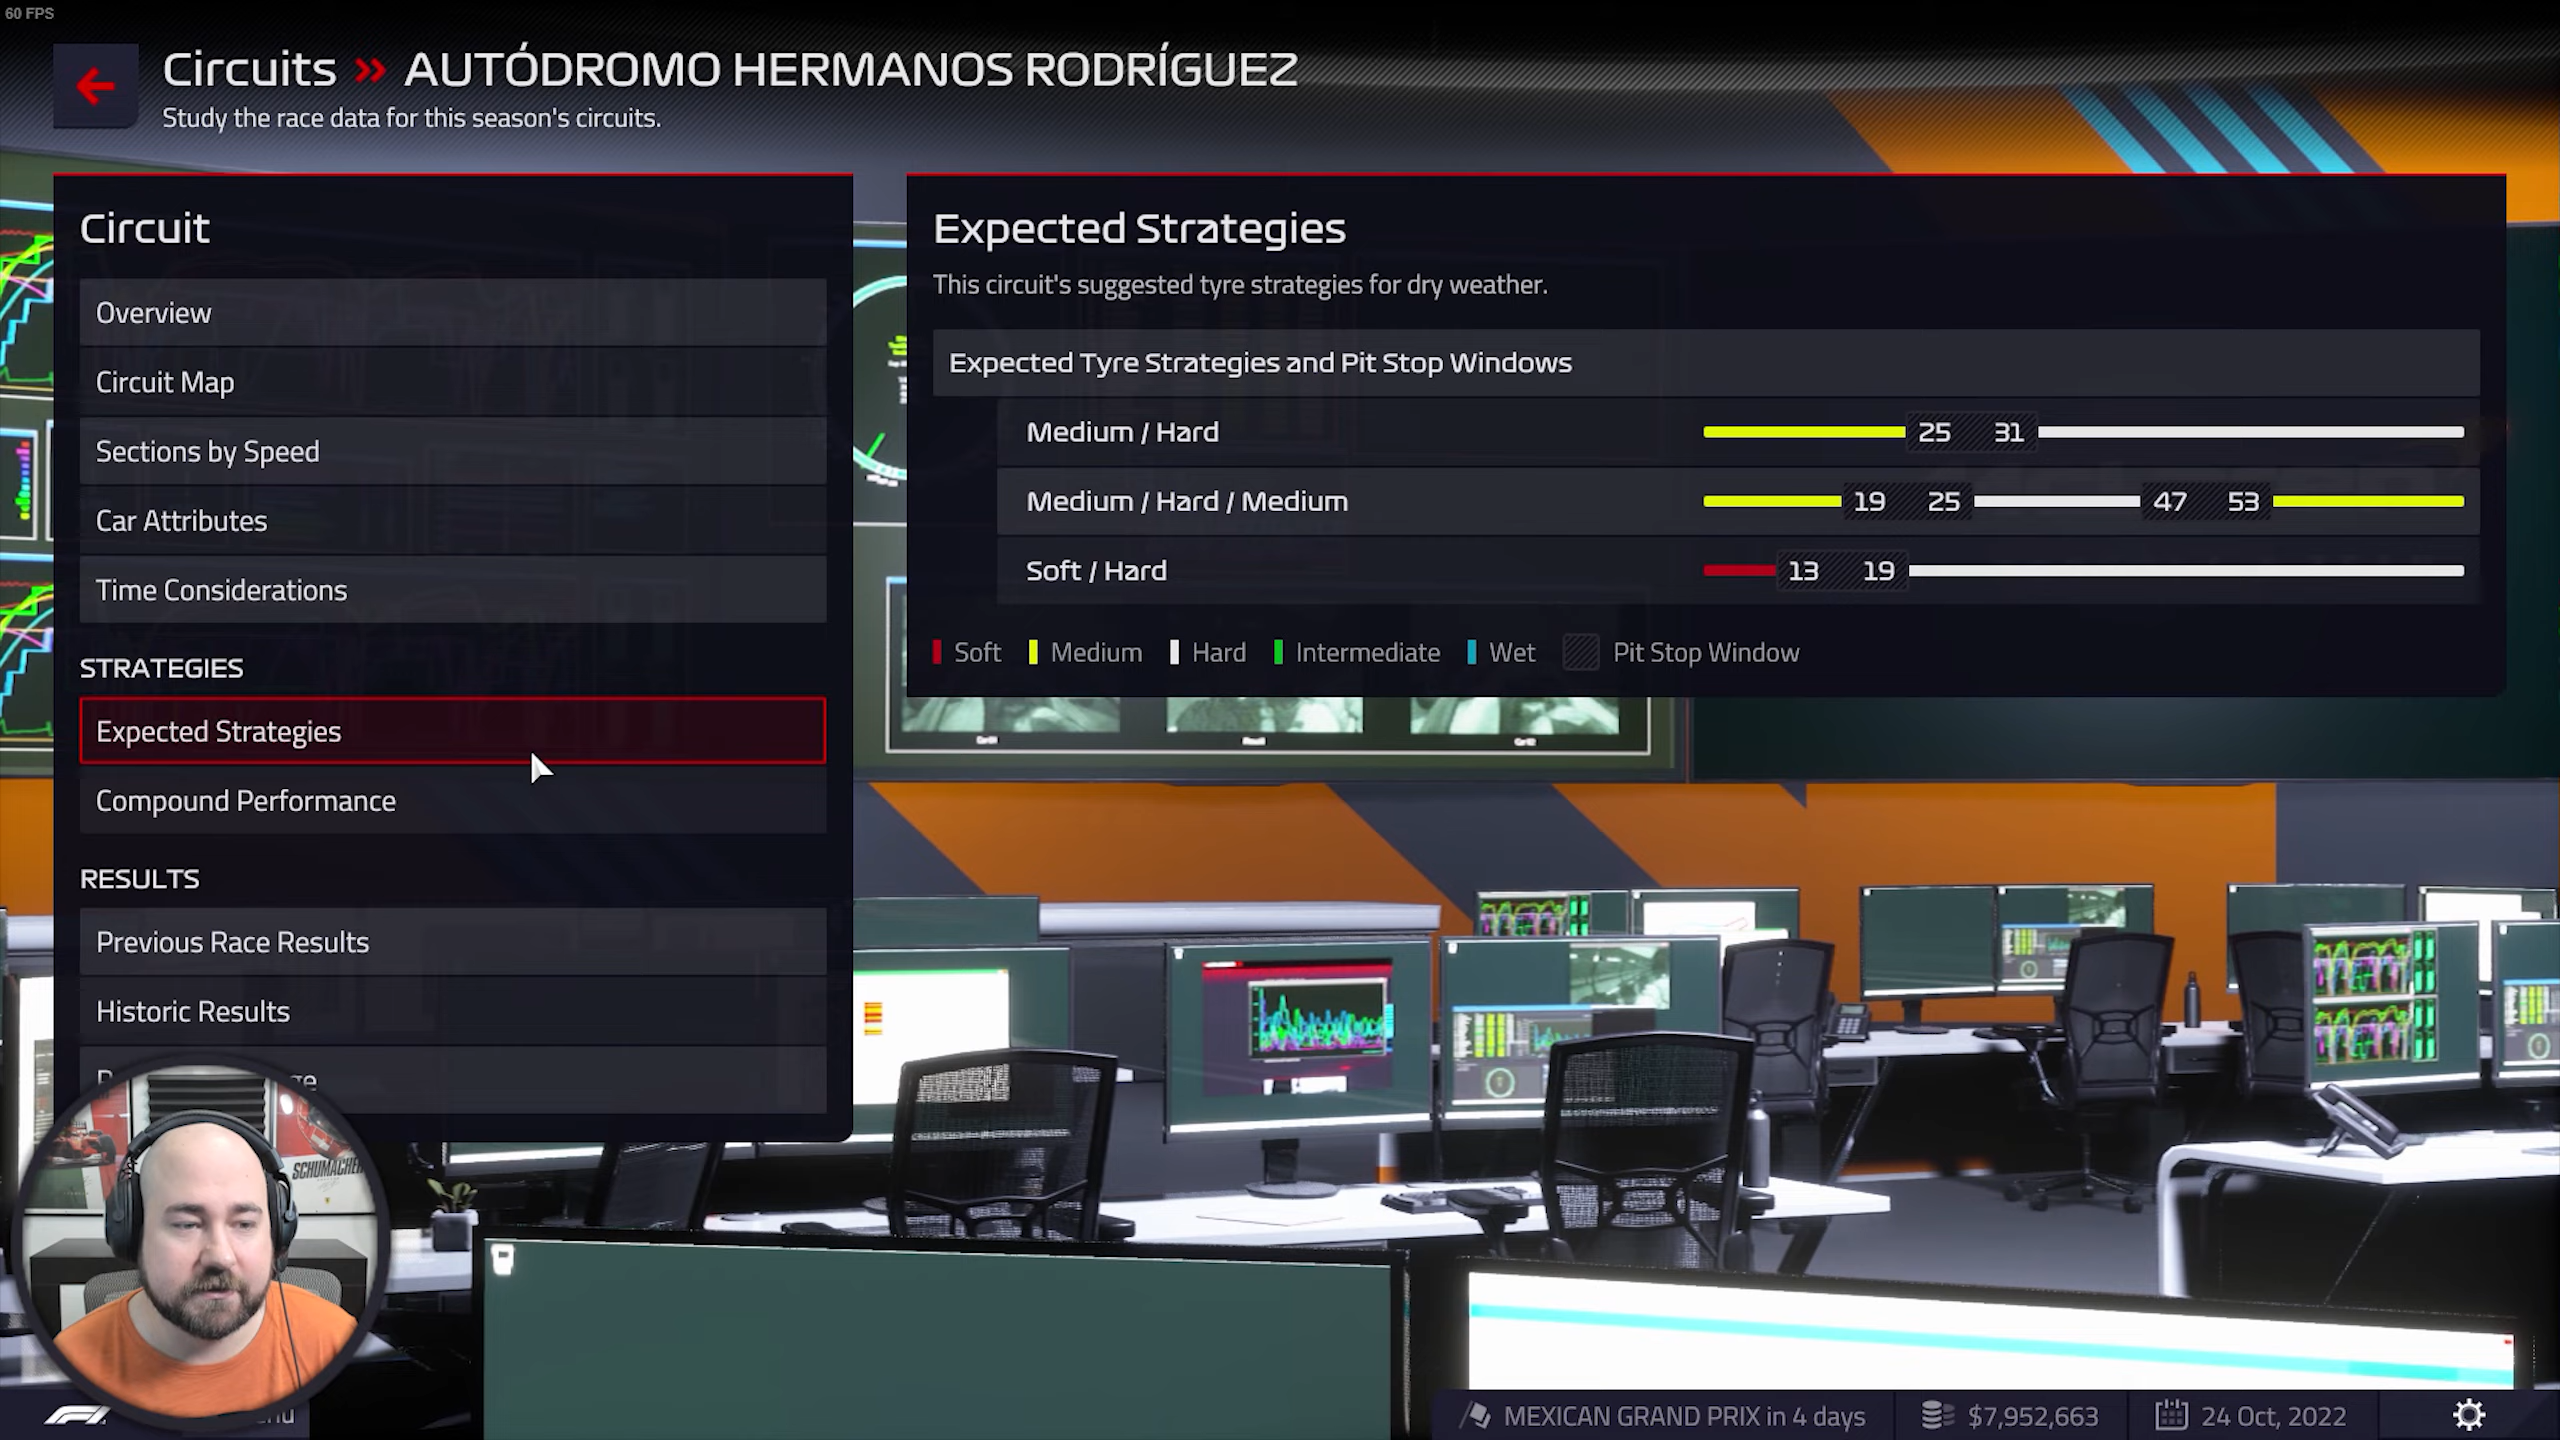 60 FPS
Circuits » AUTÓDROMO HERMANOS RODRÍGUEZ
Study the race data for this season's circuits.
Circuit
Overview
Circuit Map
Sections by Speed
Car Attributes
Time Considerations
STRATEGIES
Expected Strategies
Compound Performance
RESULTS
Previous Race Results
Historic Results
Expected Strategies
This circuit's suggested tyre strategies for dry weather.
Expected Tyre Strategies and Pit Stop Windows
Medium / Hard 25 31
Medium / Hard / Medium 19 25 47 53
Soft / Hard 13 19
Soft Medium Hard Intermediate Wet Pit Stop Window
SCHUMACHER
MEXICAN GRAND PRIX in 4 days $7,952,663 24 Oct, 2022